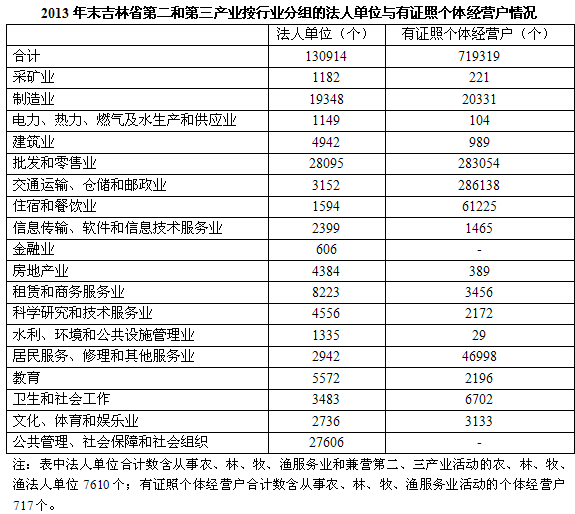 2013 年末吉林省第二和第三产业按行业分组的法人单位与有证照个体经营户情况
法人单位（个） 有证照个体经营户（个）
合计 130914 719319
采矿业 1182 221
制造业 19348 20331
电力、热力、燃气及水生产和供应业 1149 104
建筑业 4942 989
批发和零售业 28095 283054
交通运输、仓储和邮政业 3152 286138
住宿和餐饮业 1594 61225
信息传输、软件和信息技术服务业 2399 1465
金融业 606 -
房地产业 4384 389
租赁和商务服务业 8223 3456
科学研究和技术服务业 4556 2172
水利、环境和公共设施管理业 1335 29
居民服务、修理和其他服务业 2942 46998
教育 5572 2196
卫生和社会工作 3483 6702
文化、体育和娱乐业 2736 3133
公共管理、社会保障和社会组织 27606 -
注：表中法人单位合计数含从事农、林、牧、渔服务业和兼营第二、三产业活动的农、林、牧、
渔法人单位 7610 个；有证照个体经营户合计数含从事农、林、牧、渔服务业活动的个体经营户
717 个。